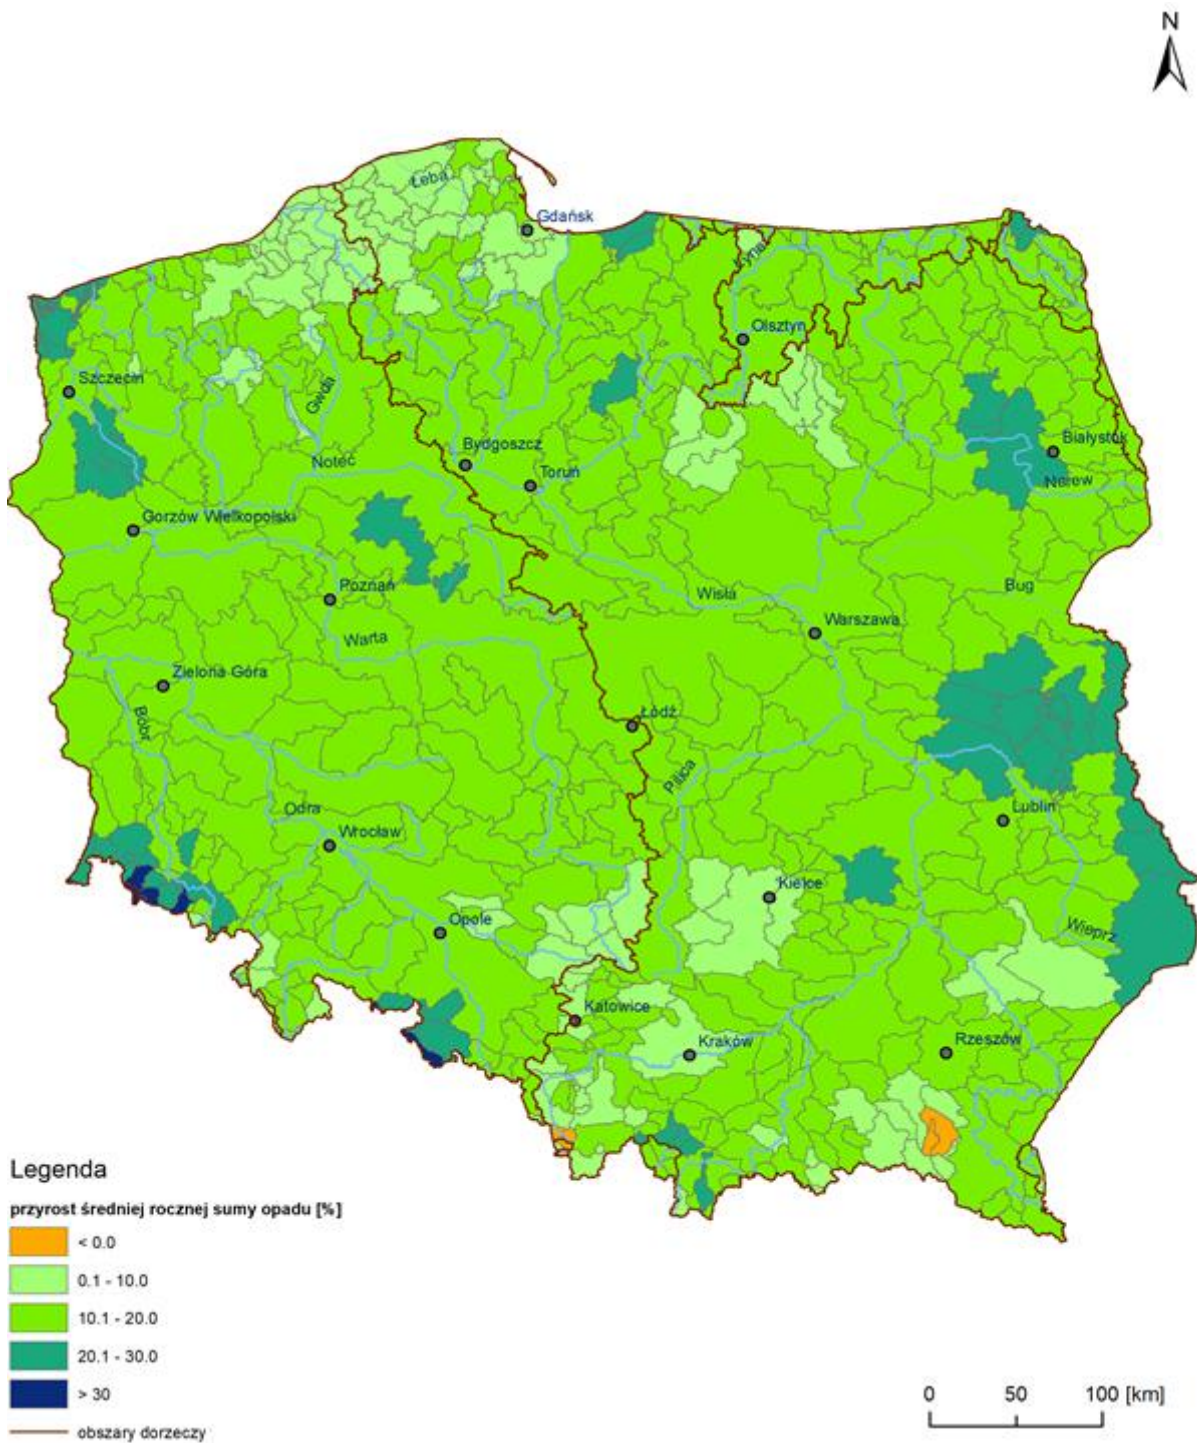 N
Łeba
Gdańsk
Łyna
Olsztyn
Szczecin
Gwda
Bydgoszcz
Białystok
Noteć
Toruń
Narew
Gorzów Wielkopolski
Poznań
Wisła
Bug
Warszawa
Warta
Zielona Góra
Bóbr
Łódź
Pilica
Odra
Lublin
Wrocław
Kielce
Opole
Wieprz
Katowice
Kraków
Rzeszów
Legenda
przyrost średniej rocznej sumy opadu [%]
< 0.0
0.1 - 10.0
10.1 - 20.0
20.1 - 30.0
> 30
obszary dorzeczy
0 50 100 [km]